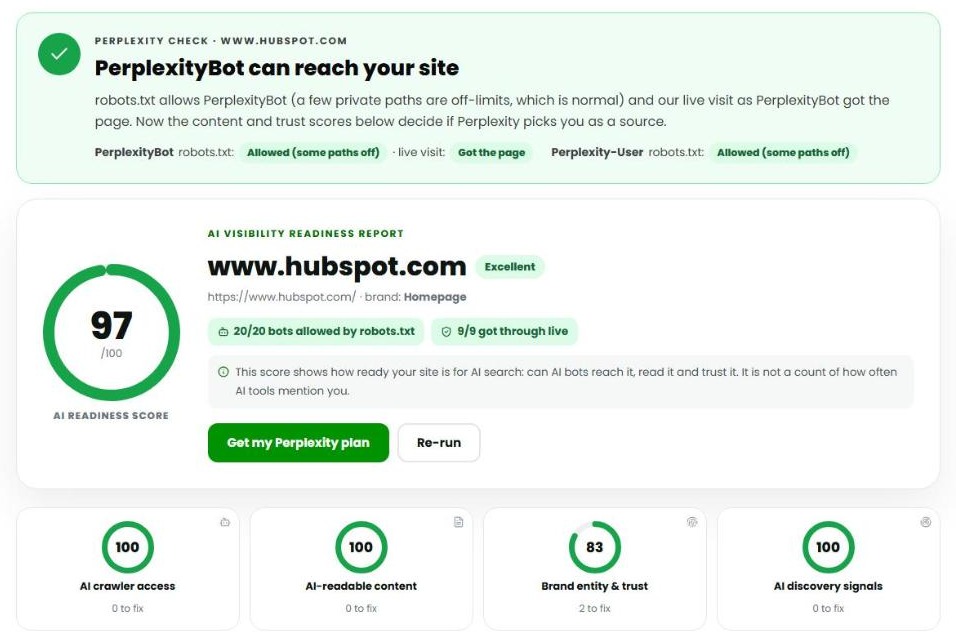 PERPLEXITY CHECK · WWW.HUBSPOT.COM
PerplexityBot can reach your site
robots.txt allows PerplexityBot (a few private paths are off-limits, which is normal) and our live visit as PerplexityBot got the
page. Now the content and trust scores below decide if Perplexity picks you as a source.
PerplexityBot robots.txt: Allowed (some paths off) · live visit: Got the page Perplexity-User robots.txt: Allowed (some paths off)
AI VISIBILITY READINESS REPORT
www.hubspot.com Excellent
https://www.hubspot.com/ · brand: Homepage
20/20 bots allowed by robots.txt 9/9 got through live
This score shows how ready your site is for AI search: can AI bots reach it, read it and trust it. It is not a count of how often
AI tools mention you.
97
/100
AI READINESS SCORE
Get my Perplexity plan Re-run
100
AI crawler access
0 to fix
100
AI-readable content
0 to fix
83
Brand entity & trust
2 to fix
100
AI discovery signals
0 to fix